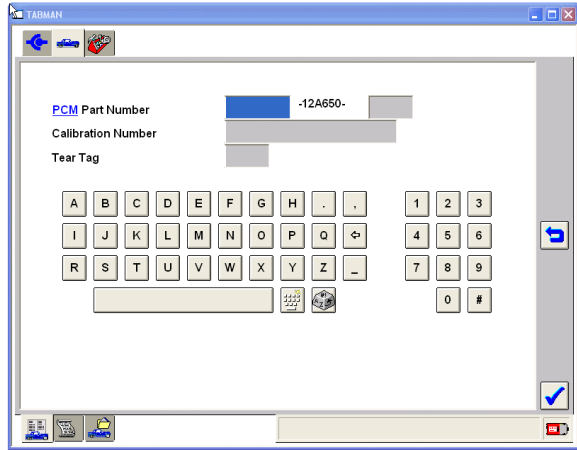 TABMAN
PCM Part Number -12A650-
Calibration Number
Tear Tag
A B C D E F G H . , 1 2 3
I J K L M N O P Q ⇦ 4 5 6
R S T U V W X Y Z _ 7 8 9
0 #